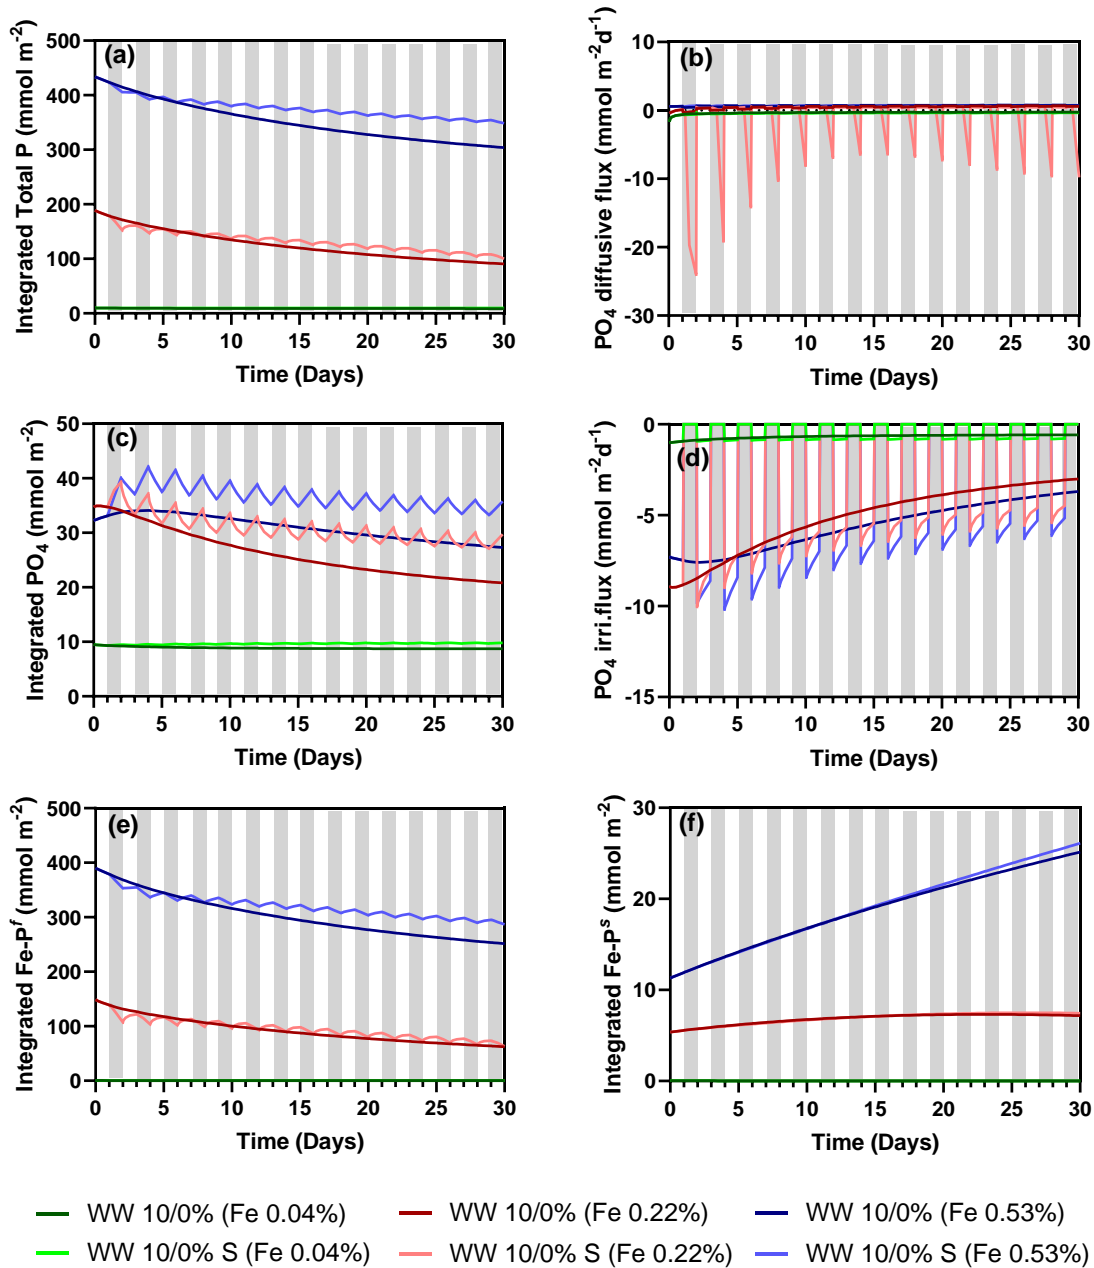 (a)
Integrated Total P (mmol m⁻²)
500
400
300
200
100
0
0 5 10 15 20 25 30
Time (Days)
(b)
PO₄ diffusive flux (mmol m⁻²d⁻¹)
10
0
-10
-20
-30
0 5 10 15 20 25 30
Time (Days)
(c)
Integrated PO₄ (mmol m⁻²)
50
40
30
20
10
0
0 5 10 15 20 25 30
Time (Days)
(d)
PO₄ irri.flux (mmol m⁻²d⁻¹)
0
-5
-10
-15
0 5 10 15 20 25 30
Time (Days)
(e)
Integrated Fe-Pᶠ (mmol m⁻²)
500
400
300
200
100
0
0 5 10 15 20 25 30
Time (Days)
(f)
Integrated Fe-Pˢ (mmol m⁻²)
30
20
10
0
0 5 10 15 20 25 30
Time (Days)
WW 10/0% (Fe 0.04%) WW 10/0% (Fe 0.22%) WW 10/0% (Fe 0.53%)
WW 10/0% S (Fe 0.04%) WW 10/0% S (Fe 0.22%) WW 10/0% S (Fe 0.53%)